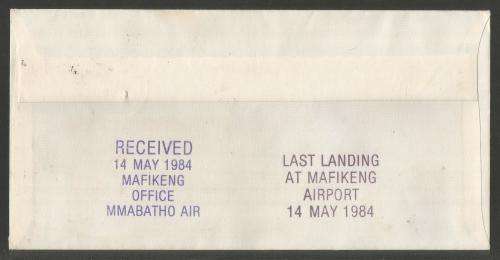 RECEIVED
14 MAY 1984
MAFIKENG
OFFICE
MMABATHO AIR
LAST LANDING
AT MAFIKENG
AIRPORT
14 MAY 1984